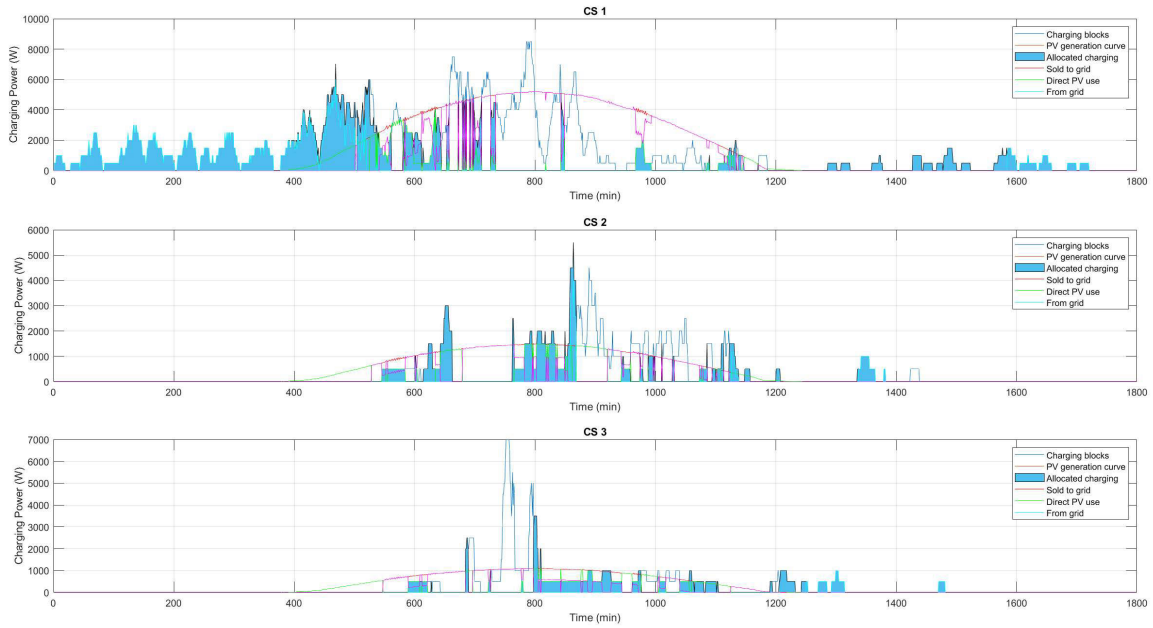 CS 1
10000
8000
6000
4000
2000
0
Charging Power (W)
Charging blocks
PV generation curve
Allocated charging
Sold to grid
Direct PV use
From grid
0 200 400 600 800 1000 1200 1400 1600 1800
Time (min)
CS 2
6000
5000
4000
3000
2000
1000
0
Charging Power (W)
Charging blocks
PV generation curve
Allocated charging
Sold to grid
Direct PV use
From grid
0 200 400 600 800 1000 1200 1400 1600 1800
Time (min)
CS 3
7000
6000
5000
4000
3000
2000
1000
0
Charging Power (W)
Charging blocks
PV generation curve
Allocated charging
Sold to grid
Direct PV use
From grid
0 200 400 600 800 1000 1200 1400 1600 1800
Time (min)